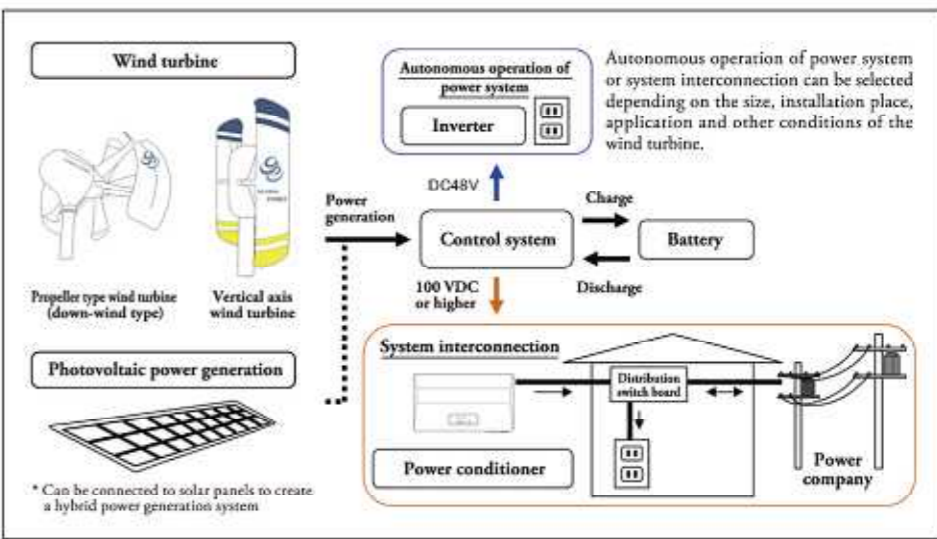 Wind turbine
Propeller type wind turbine
(down-wind type)
Vertical axis
wind turbine
Photovoltaic power generation
* Can be connected to solar panels to create
a hybrid power generation system
Power
generation
Autonomous operation of
power system
Inverter
Autonomous operation of power system
or system interconnection can be selected
depending on the size, installation place,
application and other conditions of the
wind turbine.
DC48V
Control system
Charge
Battery
Discharge
100 VDC
or higher
System interconnection
Distribution
switch board
Power conditioner
Power
company